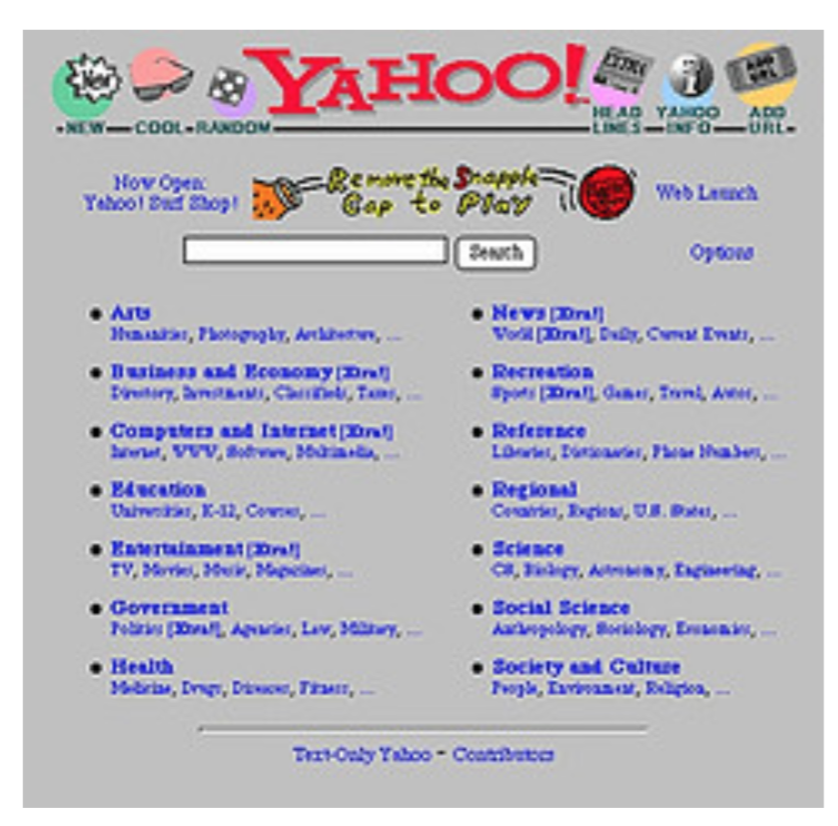 New
EXTRA
i
ADD URL
YAHOO!
NEW COOL RANDOM
HEAD LINES YAHOO INFO ADD URL
Now Open: Yahoo! Surf Shop!
Remove the Snapple
Cap to Play
Web Launch
Search
Options
Arts
Humanities, Photography, Architecture, ...
Business and Economy [Xtra!]
Directory, Investments, Classifieds, Taxes, ...
Computers and Internet [Xtra!]
Internet, WWW, Software, Multimedia, ...
Education
Universities, K-12, Courses, ...
Entertainment [Xtra!]
TV, Movies, Music, Magazines, ...
Government
Politics [Xtra!], Agencies, Law, Military, ...
Health
Medicine, Drugs, Diseases, Fitness, ...
News [Xtra!]
World [Xtra!], Daily, Current Events, ...
Recreation
Sports [Xtra!], Games, Travel, Autos, ...
Reference
Libraries, Dictionaries, Phone Numbers, ...
Regional
Countries, Regions, U.S. States, ...
Science
CS, Biology, Astronomy, Engineering, ...
Social Science
Anthropology, Sociology, Economics, ...
Society and Culture
People, Environment, Religion, ...
Text-Only Yahoo - Contributors